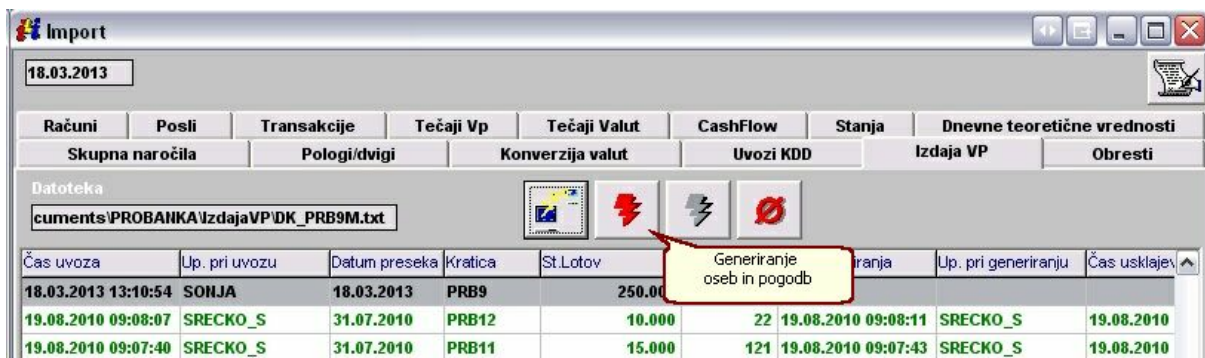 Import
18.03.2013
Računi Posli Transakcije Tečaji Vp Tečaji Valut CashFlow Stanja Dnevne teoretične vrednosti
Skupna naročila Pologi/dvigi Konverzija valut Uvozi KDD Izdaja VP Obresti
Datoteka
cuments\PROBANKA\IzdajaVP\DK_PRB9M.txt
Generiranje
oseb in pogodb
Čas uvoza Up. pri uvozu Datum preseka Kratica St.Lotov iranja Up. pri generiranju Čas usklajev
18.03.2013 13:10:54 SONJA 18.03.2013 PRB9 250.00
19.08.2010 09:08:07 SRECKO_S 31.07.2010 PRB12 10.000 22 19.08.2010 09:08:11 SRECKO_S 19.08.2010
19.08.2010 09:07:40 SRECKO_S 31.07.2010 PRB11 15.000 121 19.08.2010 09:07:43 SRECKO_S 19.08.2010